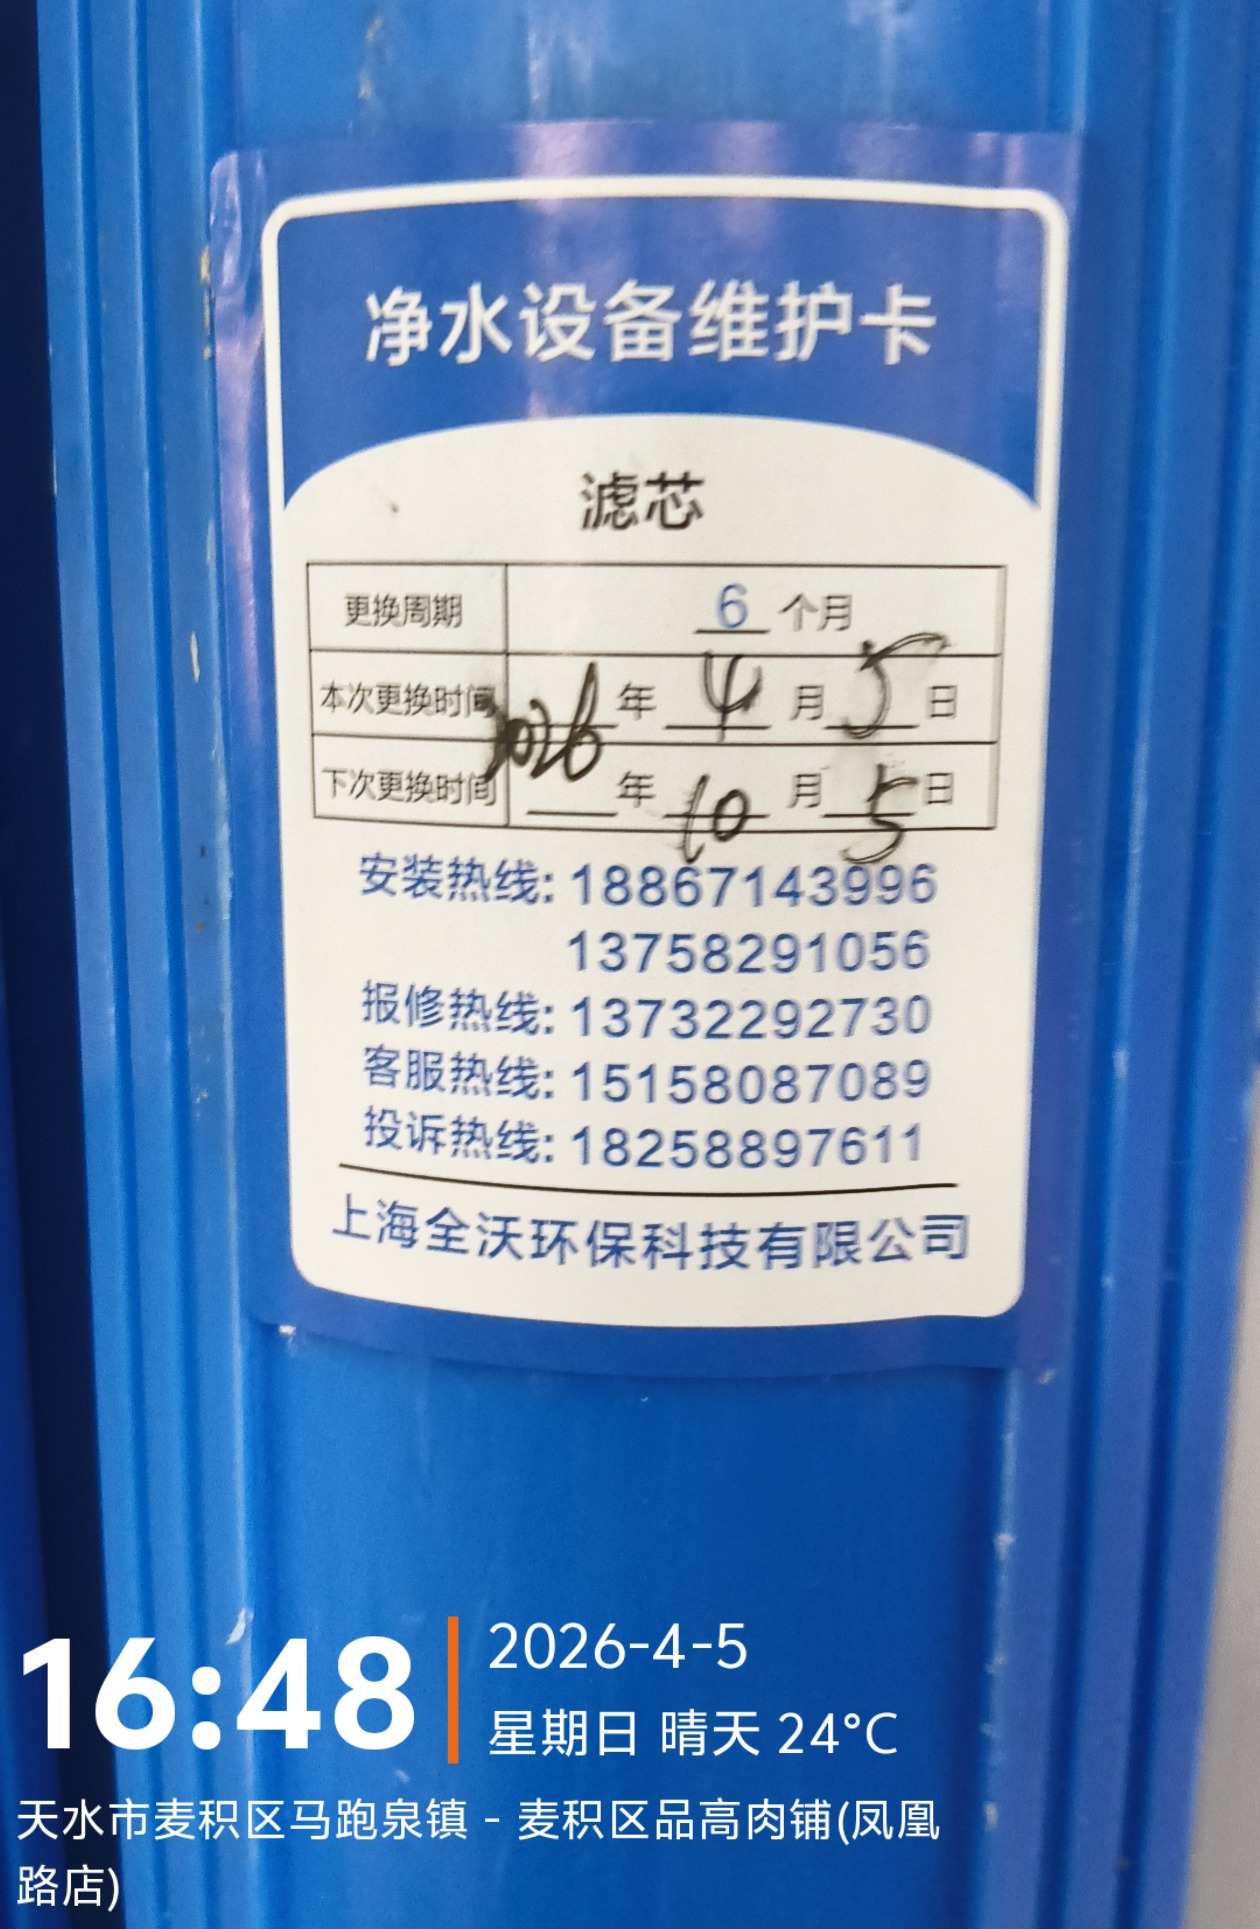 净水设备维护卡
滤芯
更换周期 6 个月
本次更换时间 2026 年 4 月 5 日
下次更换时间 年 10 月 5 日
安装热线: 18867143996
13758291056
报修热线: 13732292730
客服热线: 15158087089
投诉热线: 18258897611
上海全沃环保科技有限公司
16:48
2026-4-5
星期日 晴天 24°C
天水市麦积区马跑泉镇 - 麦积区品高肉铺(凤凰
路店)